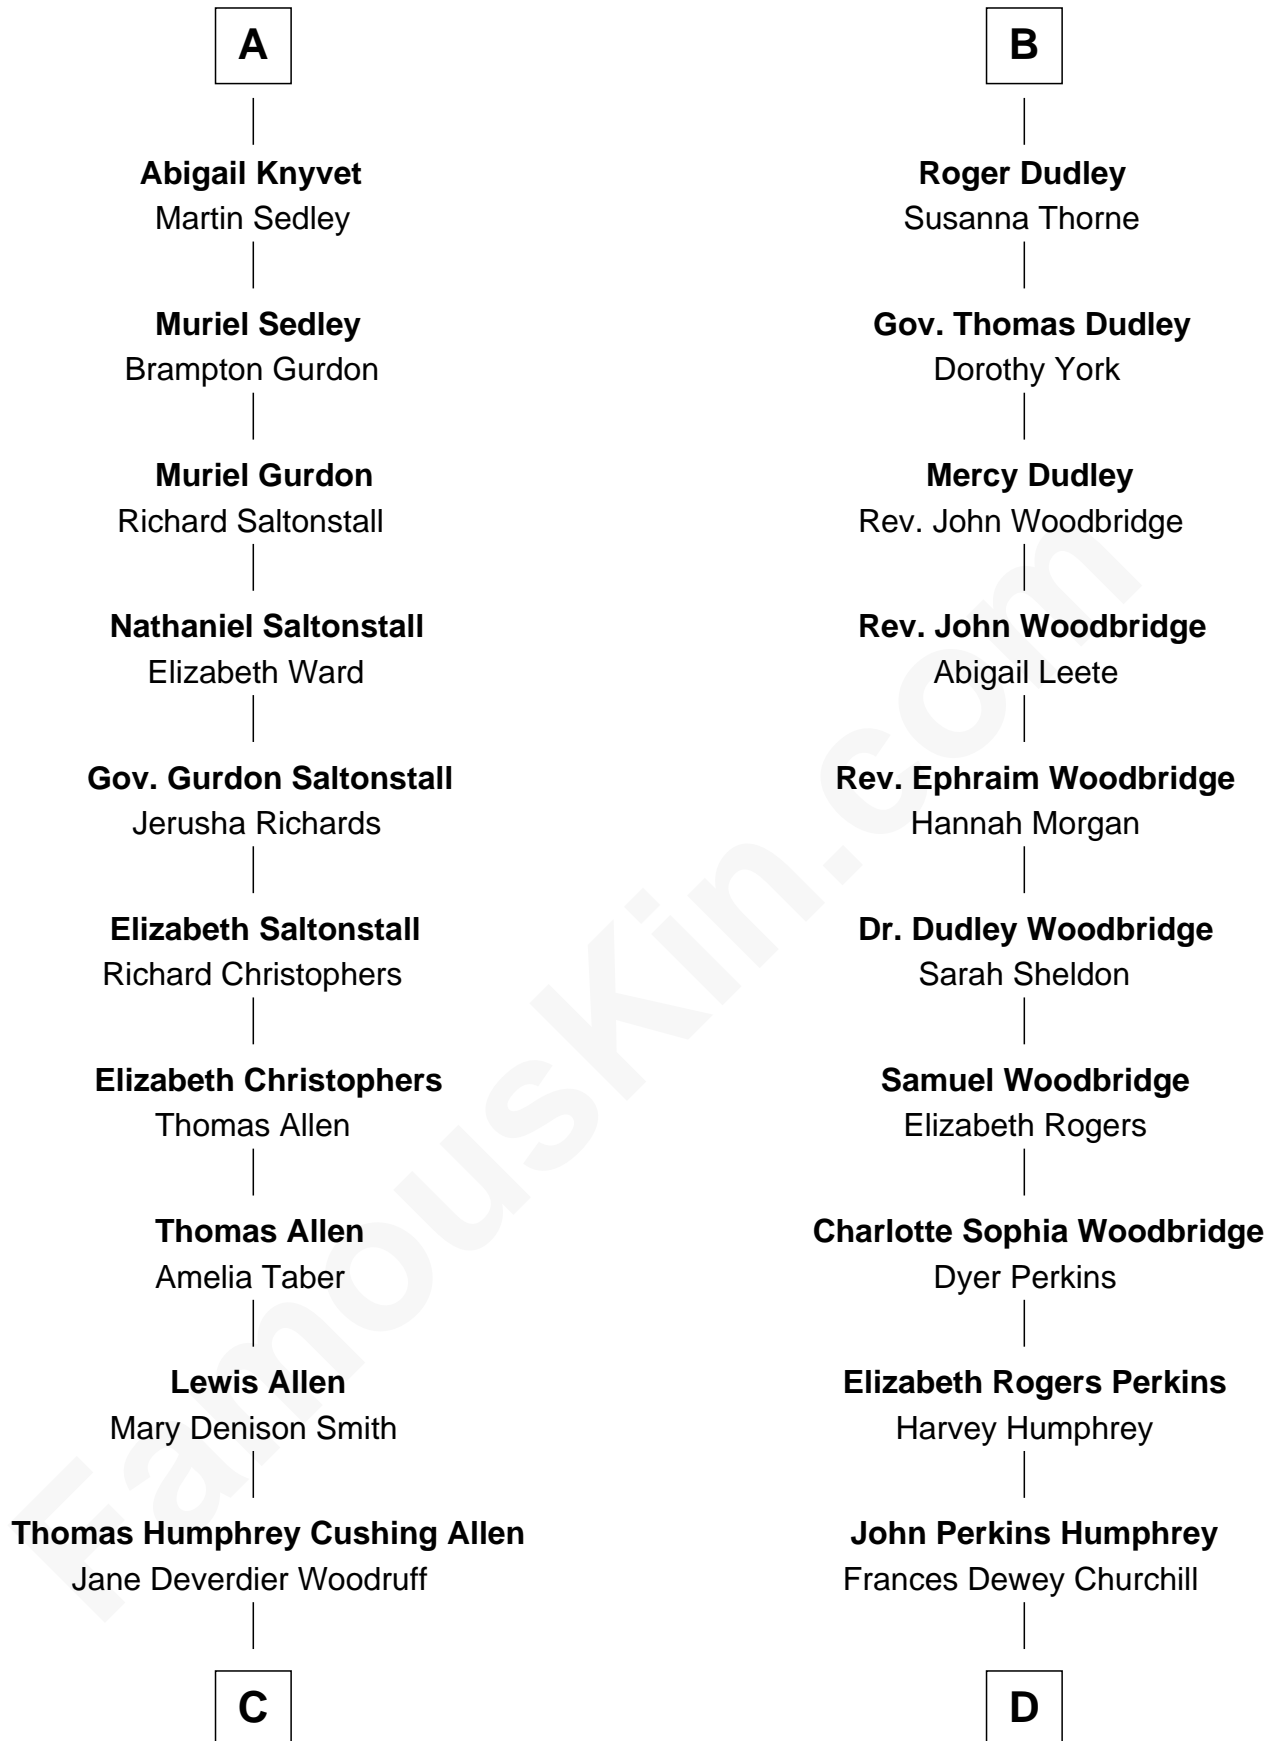 A
Abigail Knyvet
Martin Sedley
Muriel Sedley
Brampton Gurdon
Muriel Gurdon
Richard Saltonstall
Nathaniel Saltonstall
Elizabeth Ward
Gov. Gurdon Saltonstall
Jerusha Richards
Elizabeth Saltonstall
Richard Christophers
Elizabeth Christophers
Thomas Allen
Thomas Allen
Amelia Taber
Lewis Allen
Mary Denison Smith
Thomas Humphrey Cushing Allen
Jane Deverdier Woodruff
C
B
Roger Dudley
Susanna Thorne
Gov. Thomas Dudley
Dorothy York
Mercy Dudley
Rev. John Woodbridge
Rev. John Woodbridge
Abigail Leete
Rev. Ephraim Woodbridge
Hannah Morgan
Dr. Dudley Woodbridge
Sarah Sheldon
Samuel Woodbridge
Elizabeth Rogers
Charlotte Sophia Woodbridge
Dyer Perkins
Elizabeth Rogers Perkins
Harvey Humphrey
John Perkins Humphrey
Frances Dewey Churchill
D
FamousKin.com